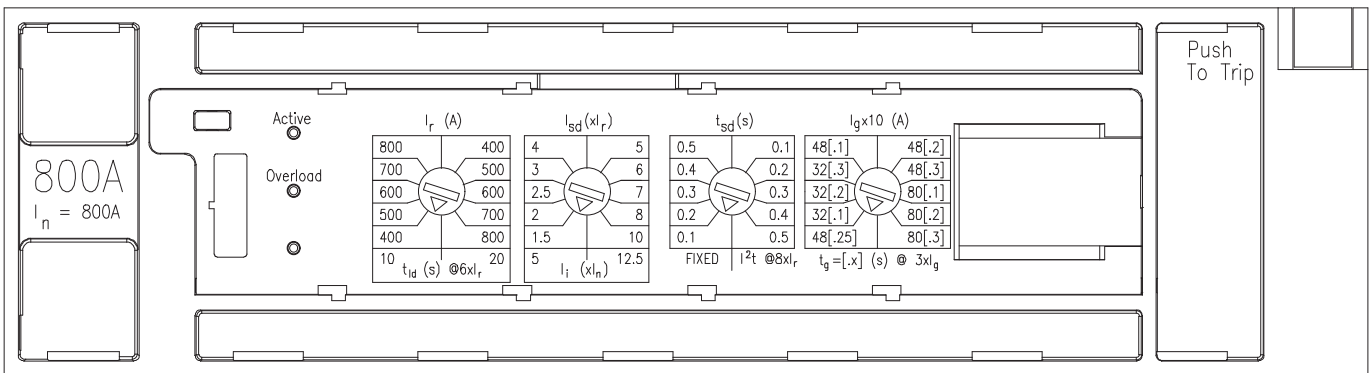 Push
To Trip
800A
I_n = 800A
Active
Overload
I_r (A)
800 400
700 500
600 600
500 700
400 800
10 20
t_ld (s) @6xI_r
I_sd(xI_r)
4 5
3 6
2.5 7
2 8
1.5 10
5 12.5
I_i (xI_n)
t_sd(s)
0.5 0.1
0.4 0.2
0.3 0.3
0.2 0.4
0.1 0.5
FIXED I²t @8xI_r
I_gx10 (A)
48[.1] 48[.2]
32[.3] 48[.3]
32[.2] 80[.1]
32[.1] 80[.2]
48[.25] 80[.3]
t_g=[.x] (s) @ 3xI_g